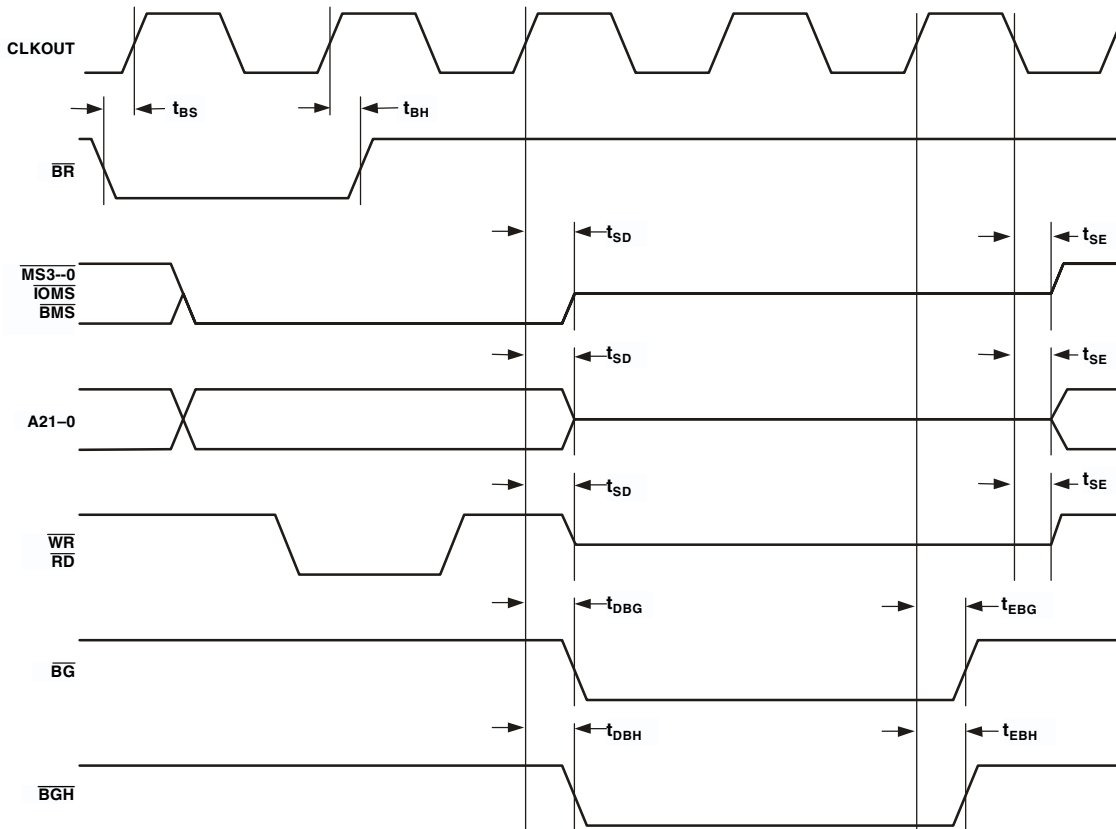 CLKOUT
tBS
tBH
BR
tSD
tSE
MS3--0
IOMS
BMS
tSD
tSE
A21–0
tSD
tSE
WR
RD
tDBG
tEBG
BG
tDBH
tEBH
BGH